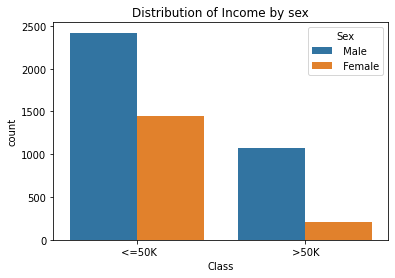 Distribution of Income by sex
Sex
Male
Female
2500
2000
1500
1000
500
0
count
<=50K
>50K
Class